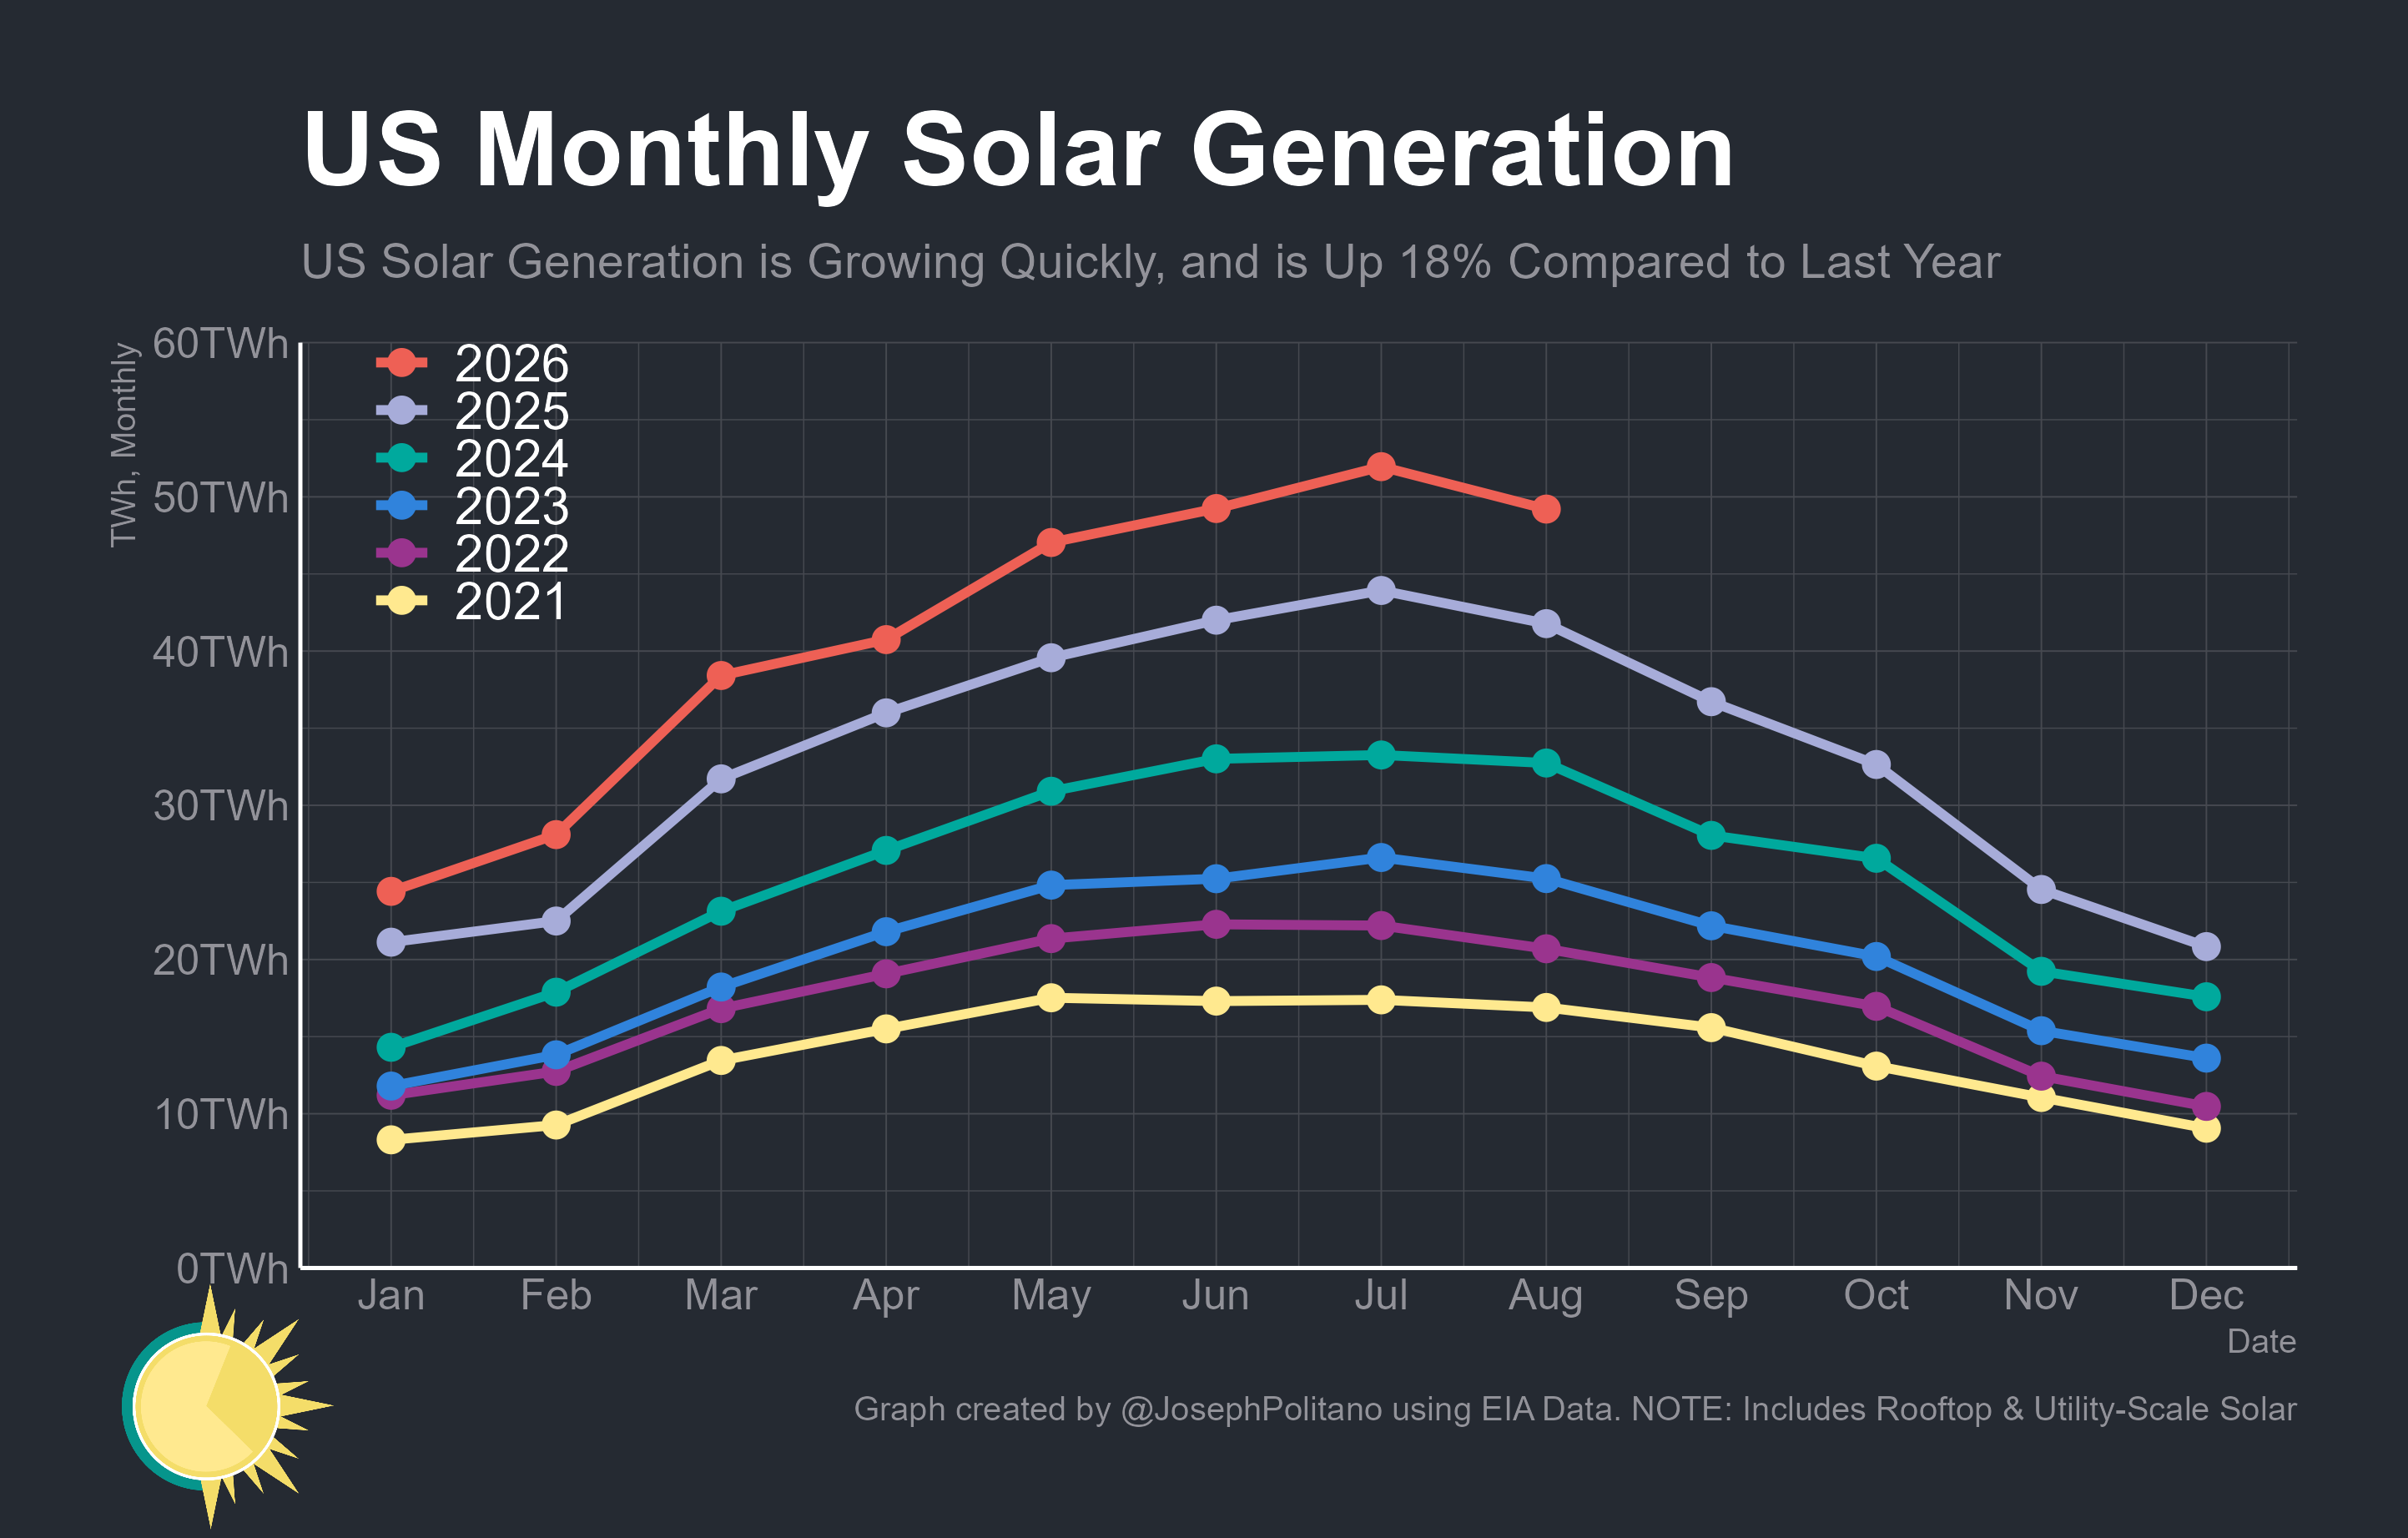 US Monthly Solar Generation
US Solar Generation is Growing Quickly, and is Up 18% Compared to Last Year
TWh, Monthly
60TWh
50TWh
40TWh
30TWh
20TWh
10TWh
0TWh
2026
2025
2024
2023
2022
2021
Jan Feb Mar Apr May Jun Jul Aug Sep Oct Nov Dec
Date
Graph created by @JosephPolitano using EIA Data. NOTE: Includes Rooftop & Utility-Scale Solar